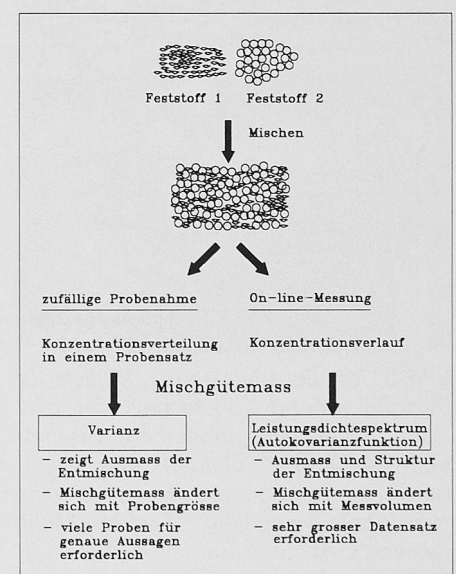 Feststoff 1 Feststoff 2
Mischen
zufällige Probenahme
On-line-Messung
Konzentrationsverteilung
in einem Probensatz
Konzentrationsverlauf
Mischgütemass
Varianz
- zeigt Ausmass der
Entmischung
- Mischgütemass ändert
sich mit Probengrösse
- viele Proben für
genaue Aussagen
erforderlich
Leistungsdichtespektrum
(Autokovarianzfunktion)
- Ausmass und Struktur
der Entmischung
- Mischgütemass ändert
sich mit Messvolumen
- sehr grosser Datensatz
erforderlich